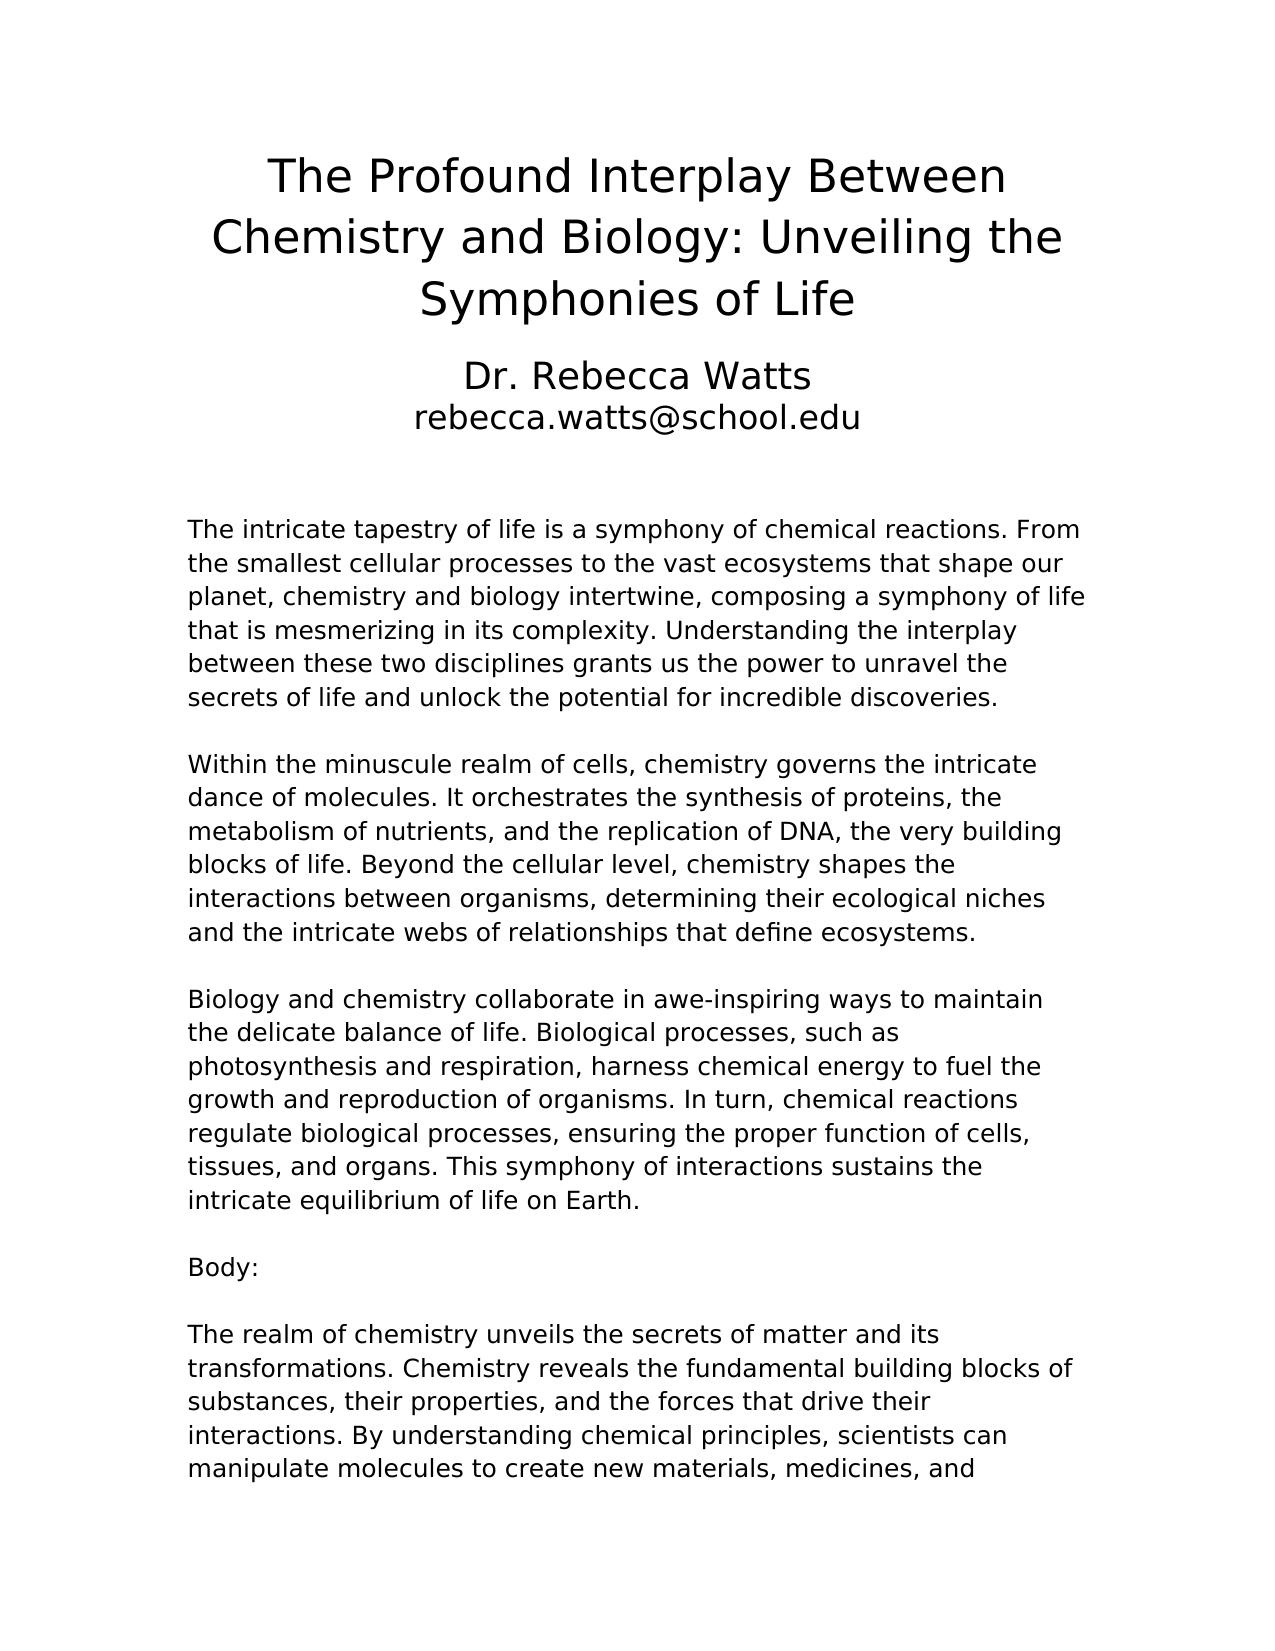 The Profound Interplay Between
Chemistry and Biology: Unveiling the
Symphonies of Life
Dr. Rebecca Watts
rebecca.watts@school.edu
The intricate tapestry of life is a symphony of chemical reactions. From
the smallest cellular processes to the vast ecosystems that shape our
planet, chemistry and biology intertwine, composing a symphony of life
that is mesmerizing in its complexity. Understanding the interplay
between these two disciplines grants us the power to unravel the
secrets of life and unlock the potential for incredible discoveries.
Within the minuscule realm of cells, chemistry governs the intricate
dance of molecules. It orchestrates the synthesis of proteins, the
metabolism of nutrients, and the replication of DNA, the very building
blocks of life. Beyond the cellular level, chemistry shapes the
interactions between organisms, determining their ecological niches
and the intricate webs of relationships that define ecosystems.
Biology and chemistry collaborate in awe-inspiring ways to maintain
the delicate balance of life. Biological processes, such as
photosynthesis and respiration, harness chemical energy to fuel the
growth and reproduction of organisms. In turn, chemical reactions
regulate biological processes, ensuring the proper function of cells,
tissues, and organs. This symphony of interactions sustains the
intricate equilibrium of life on Earth.
Body:
The realm of chemistry unveils the secrets of matter and its
transformations. Chemistry reveals the fundamental building blocks of
substances, their properties, and the forces that drive their
interactions. By understanding chemical principles, scientists can
manipulate molecules to create new materials, medicines, and